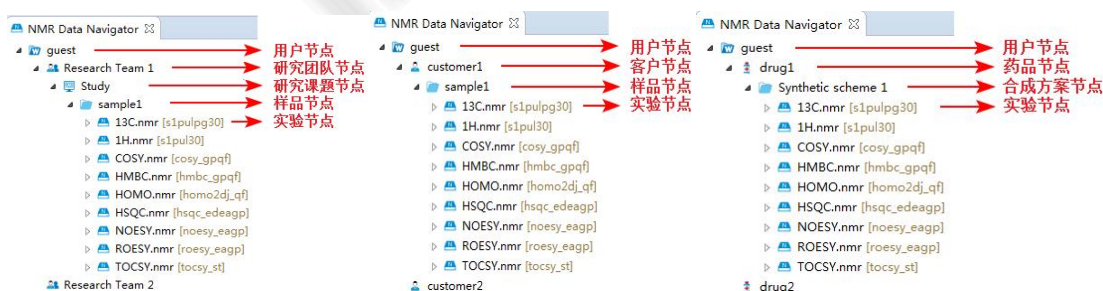 NMR Data Navigator
guest 用户节点
Research Team 1 研究团队节点
Study 研究课题节点
sample1 样品节点
13C.nmr [s1pulpg30] 实验节点
1H.nmr [s1pul30]
COSY.nmr [cosy_gpqf]
HMBC.nmr [hmbc_gpqf]
HOMO.nmr [homo2dj_qf]
HSQC.nmr [hsqc_edeagp]
NOESY.nmr [noesy_eagp]
ROESY.nmr [roesy_eagp]
TOCSY.nmr [tocsy_st]
Research Team 2
NMR Data Navigator
guest 用户节点
customer1 客户节点
sample1 样品节点
13C.nmr [s1pulpg30] 实验节点
1H.nmr [s1pul30]
COSY.nmr [cosy_gpqf]
HMBC.nmr [hmbc_gpqf]
HOMO.nmr [homo2dj_qf]
HSQC.nmr [hsqc_edeagp]
NOESY.nmr [noesy_eagp]
ROESY.nmr [roesy_eagp]
TOCSY.nmr [tocsy_st]
customer2
NMR Data Navigator
guest 用户节点
drug1 药品节点
Synthetic scheme 1 合成方案节点
13C.nmr [s1pulpg30] 实验节点
1H.nmr [s1pul30]
COSY.nmr [cosy_gpqf]
HMBC.nmr [hmbc_gpqf]
HOMO.nmr [homo2dj_qf]
HSQC.nmr [hsqc_edeagp]
NOESY.nmr [noesy_eagp]
ROESY.nmr [roesy_eagp]
TOCSY.nmr [tocsy_st]
drug2